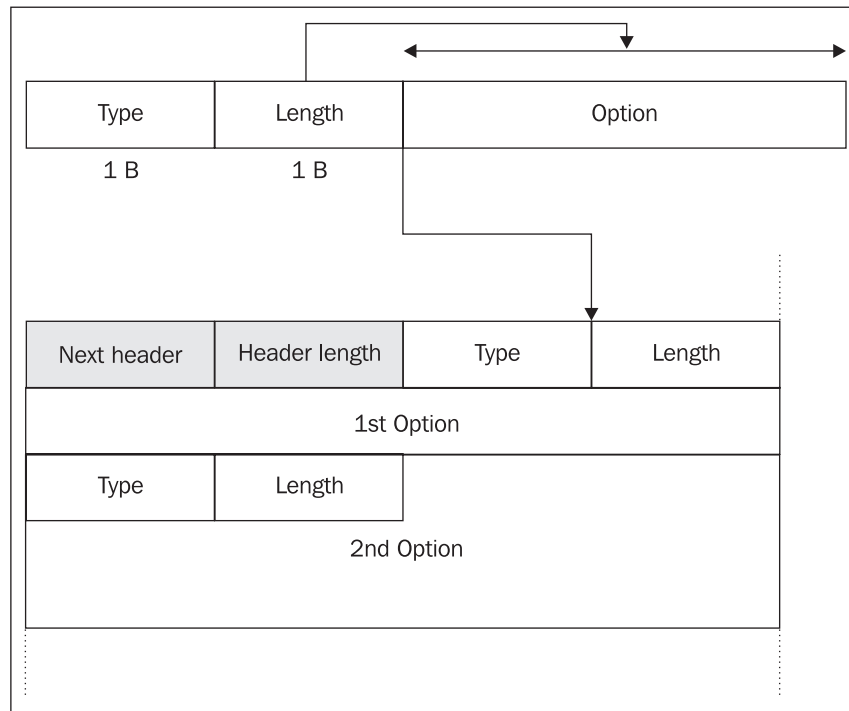 Type Length Option
1 B 1 B
Next header Header length Type Length
1st Option
Type Length
2nd Option